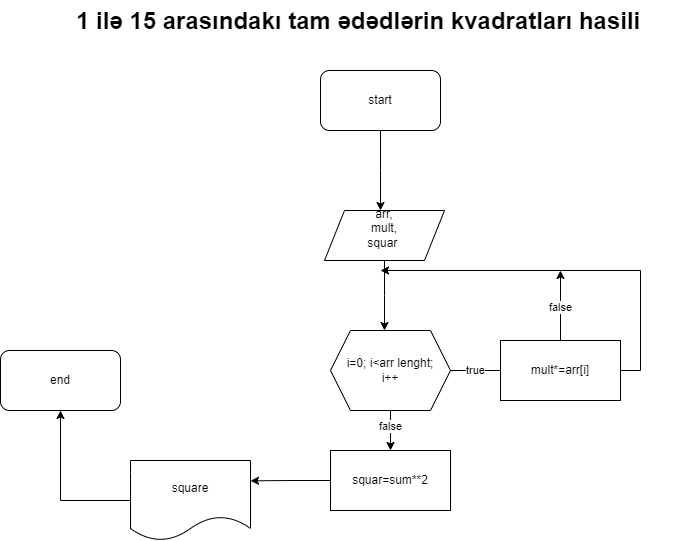 1 ilə 15 arasındakı tam ədədlərin kvadratları hasili
start
arr,
mult,
squar
false
i=0; i<arr lenght;
i++
true
mult*=arr[i]
end
false
squar=sum**2
square